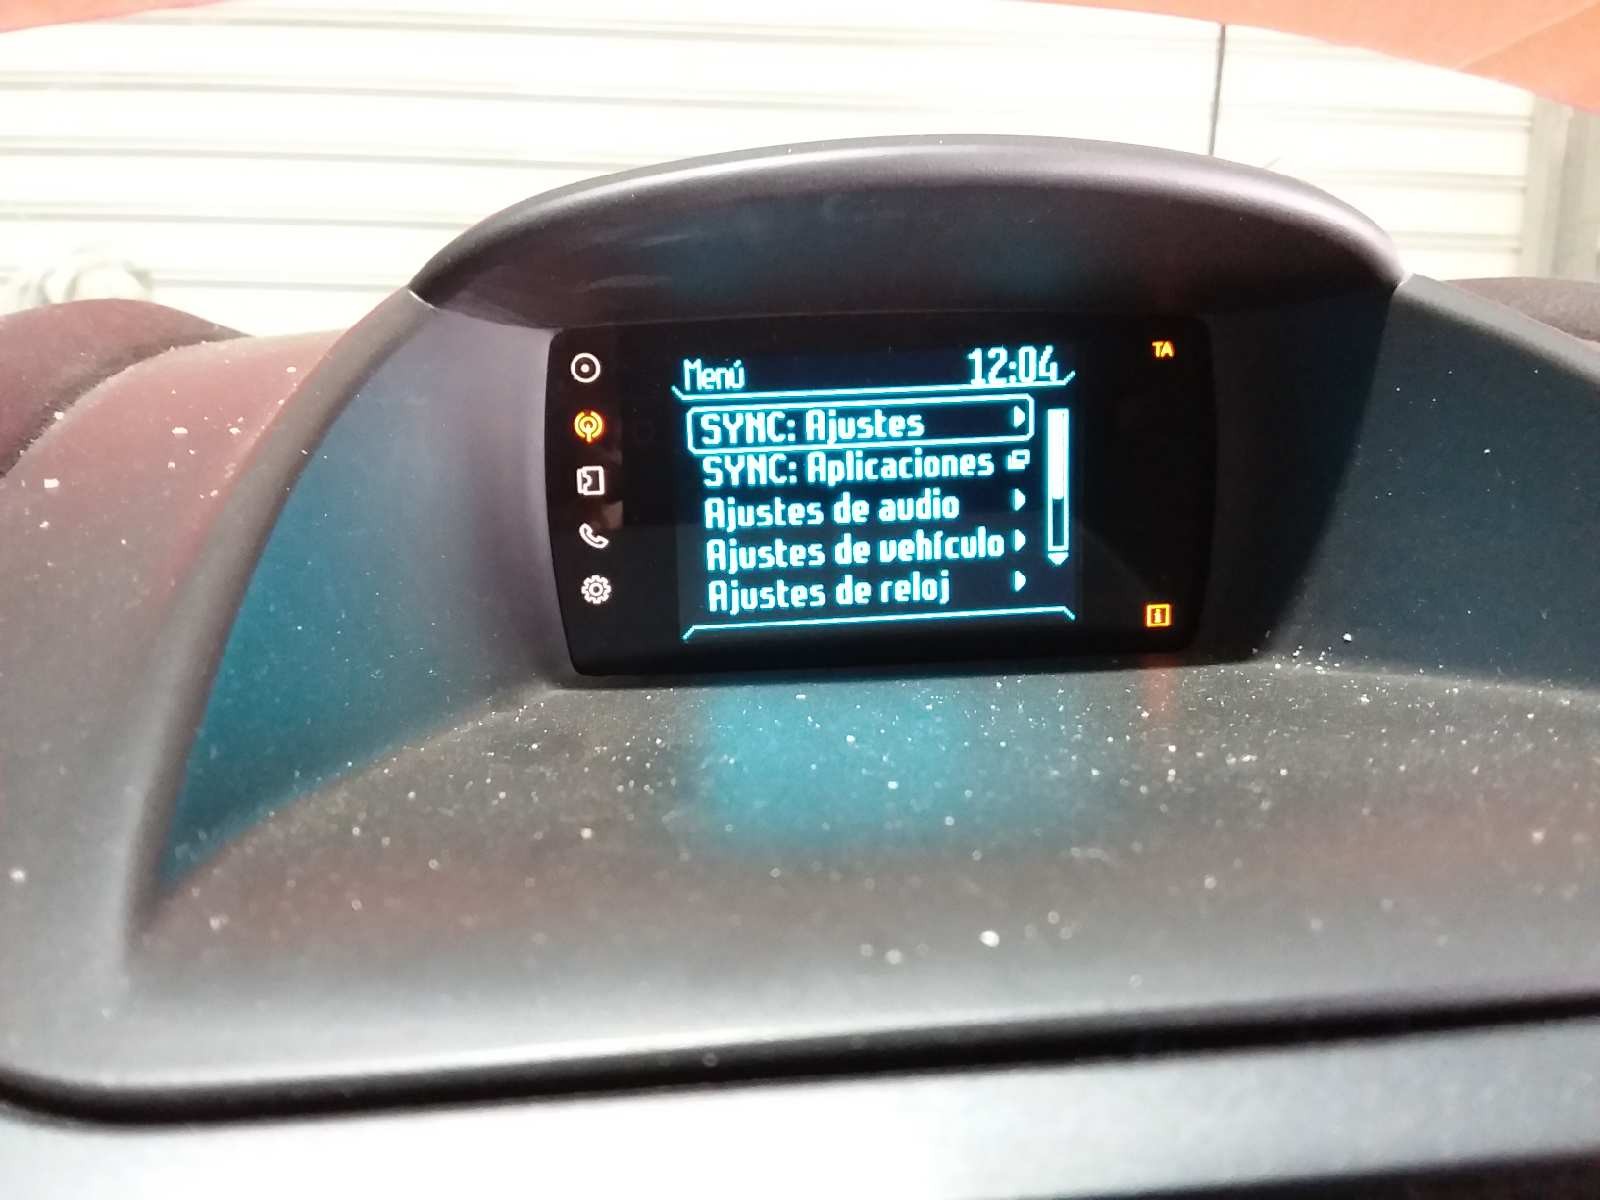 Menú 12:04
TA
SYNC: Ajustes
SYNC: Aplicaciones
Ajustes de audio
Ajustes de vehículo
Ajustes de reloj